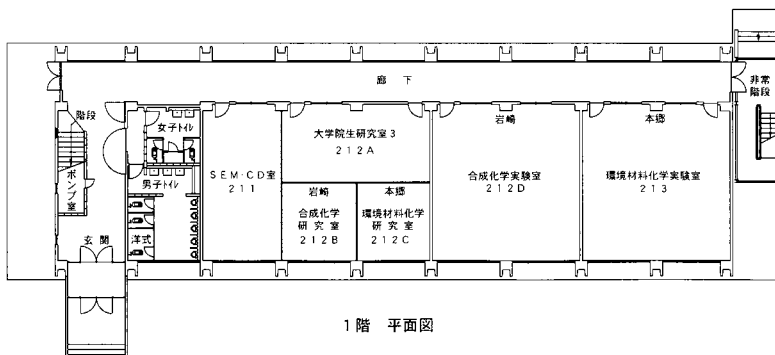 廊下
非常
階段
階段
女子トイレ
ポンプ室
男子トイレ
洋式
玄関
SEM・CD室
211
大学院生研究室3
212A
岩崎
合成化学
研究室
212B
本郷
環境材料化学
研究室
212C
岩崎
合成化学実験室
212D
本郷
環境材料化学実験室
213
1階 平面図